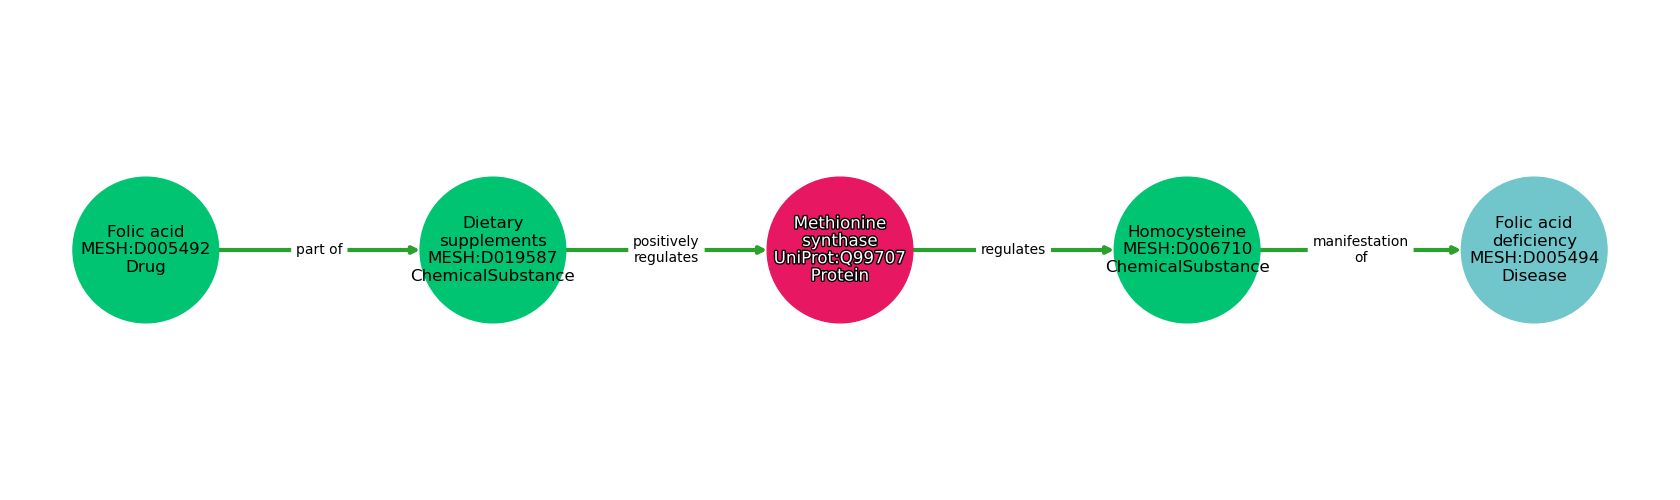 Folic acid
MESH:D005492
Drug
part of
Dietary
supplements
MESH:D019587
ChemicalSubstance
positively
regulates
Methionine
synthase
UniProt:Q99707
Protein
regulates
Homocysteine
MESH:D006710
ChemicalSubstance
manifestation
of
Folic acid
deficiency
MESH:D005494
Disease